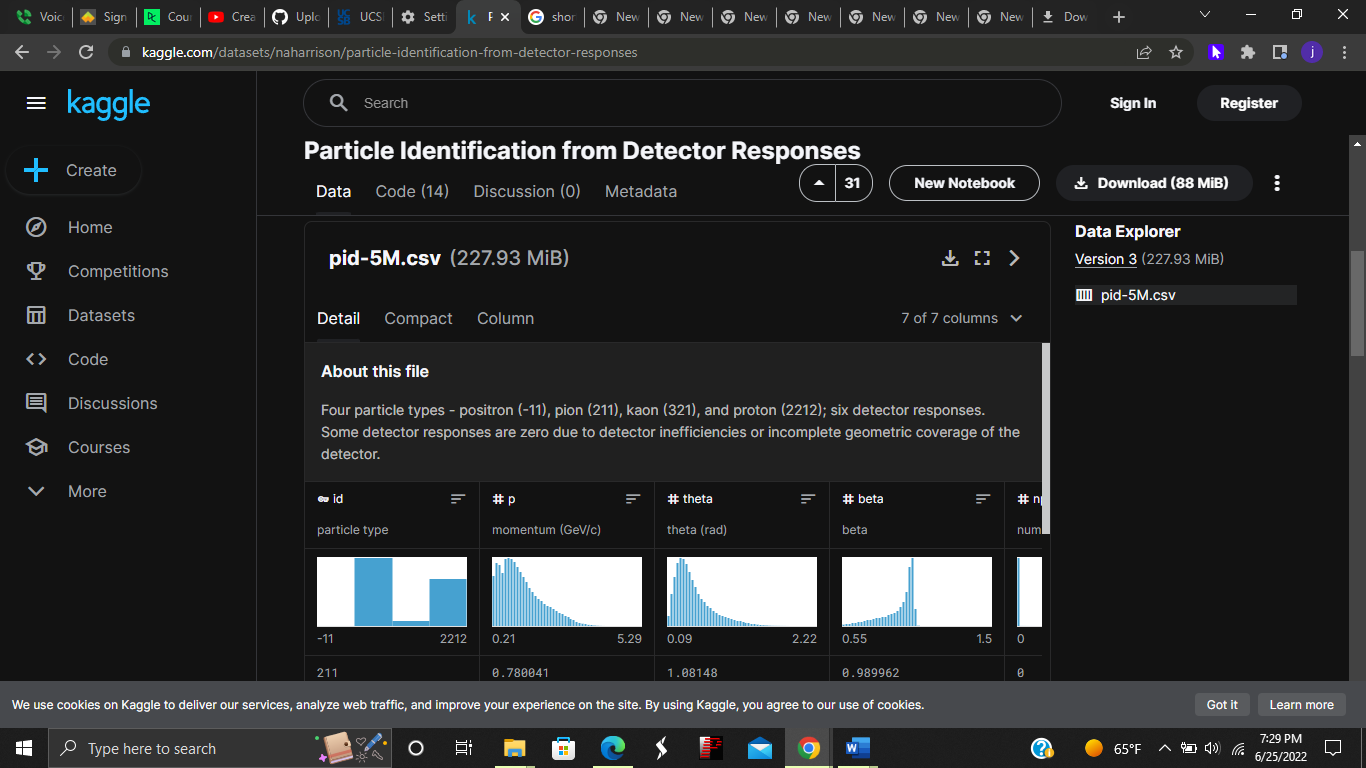 Voic
Sign
Cour
Crea
Uplo
UCS
Setti
shor
New
New
New
New
New
New
New
Dow
kaggle.com/datasets/naharrison/particle-identification-from-detector-responses
j
kaggle
Search
Sign In
Register
Create
Home
Competitions
Datasets
Code
Discussions
Courses
More
Particle Identification from Detector Responses
Data Code (14) Discussion (0) Metadata
31
New Notebook
Download (88 MiB)
pid-5M.csv (227.93 MiB)
Detail Compact Column
7 of 7 columns
About this file
Four particle types - positron (-11), pion (211), kaon (321), and proton (2212); six detector responses.
Some detector responses are zero due to detector inefficiencies or incomplete geometric coverage of the
detector.
id # p # theta # beta # np
particle type momentum (GeV/c) theta (rad) beta num
-11 2212 0.21 5.29 0.09 2.22 0.55 1.5 0
211 0.780041 1.08148 0.989962 0
Data Explorer
Version 3 (227.93 MiB)
pid-5M.csv
We use cookies on Kaggle to deliver our services, analyze web traffic, and improve your experience on the site. By using Kaggle, you agree to our use of cookies.
Got it
Learn more
Type here to search
65°F
7:29 PM
6/25/2022